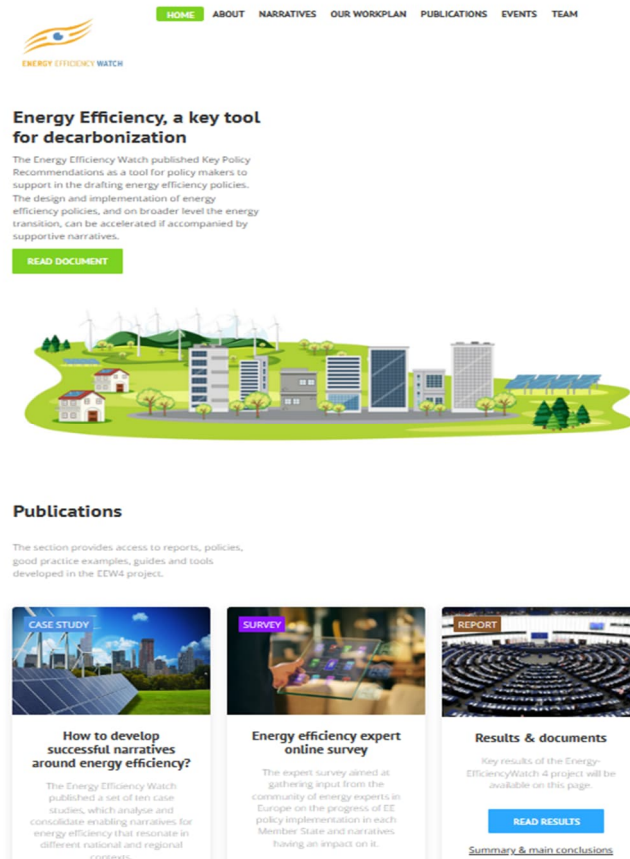 HOME ABOUT NARRATIVES OUR WORKPLAN PUBLICATIONS EVENTS TEAM
ENERGY EFFICIENCY WATCH
Energy Efficiency, a key tool
for decarbonization
The Energy Efficiency Watch published Key Policy
Recommendations as a tool for policy makers to
support in the drafting energy efficiency policies.
The design and implementation of energy
efficiency policies, and on broader level the energy
transition, can be accelerated if accompanied by
supportive narratives.
READ DOCUMENT
Publications
The section provides access to reports, policies,
good practice examples, guides and tools
developed in the EEW4 project.
CASE STUDY
How to develop
successful narratives
around energy efficiency?
The Energy Efficiency Watch
published a set of ten case
studies, which analyse and
consolidate enabling narratives for
energy efficiency that resonate in
different national and regional
contexts.
SURVEY
Energy efficiency expert
online survey
The expert survey aimed at
gathering input from the
community of energy experts in
Europe on the progress of EE
policy implementation in each
Member State and narratives
having an impact on it.
REPORT
Results & documents
Key results of the Energy-
EfficiencyWatch 4 project will be
available on this page.
READ RESULTS
Summary & main conclusions